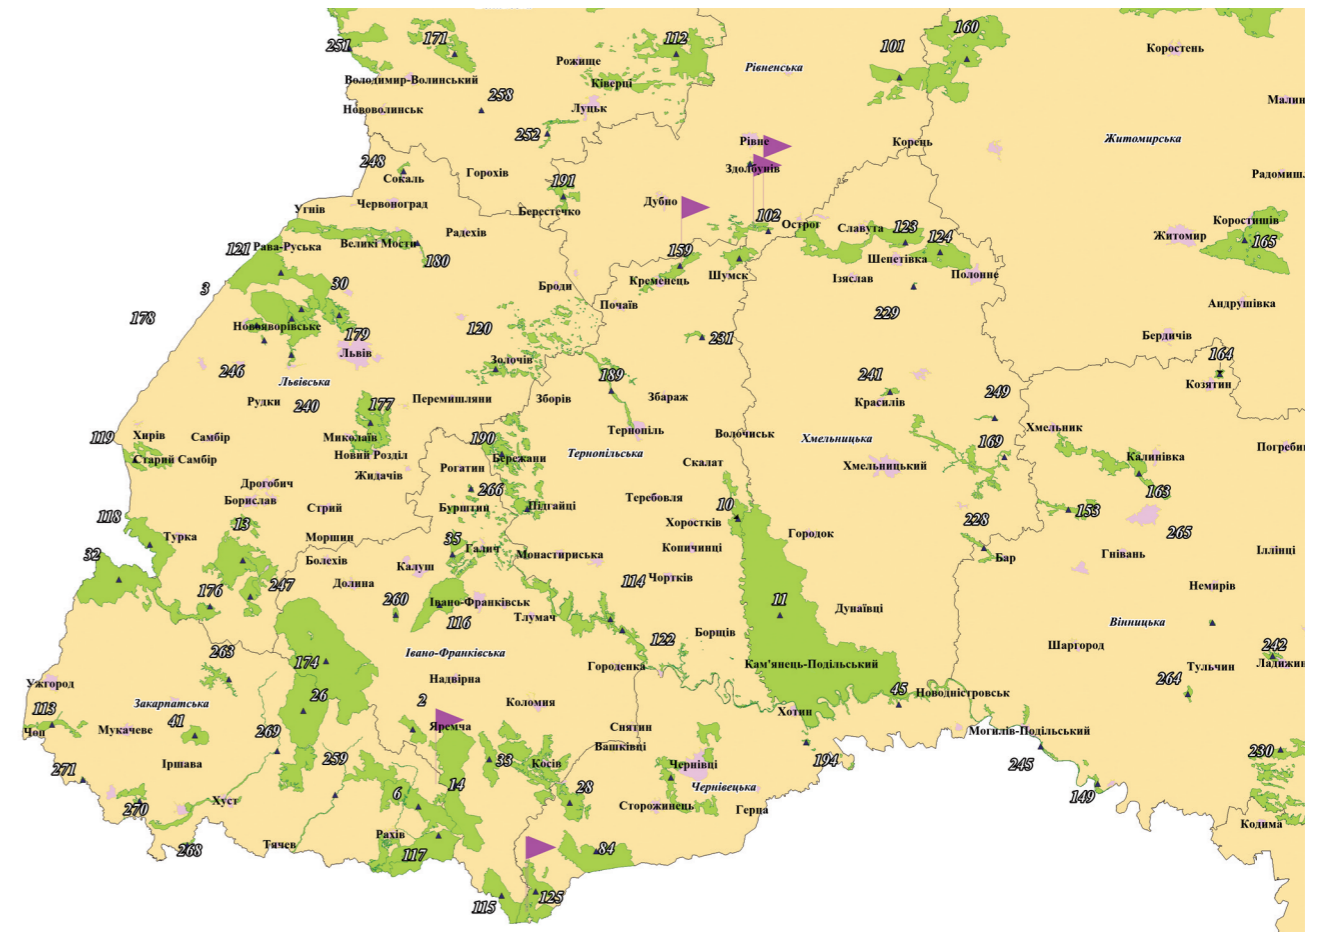 160
171
112
101
251
Коростень
Рожище
Рівненська
Володимир-Волинський
Ківерці
258
Малин
Нововолинськ
Луцьк
252
Рівне
Корець
Житомирська
248
Здолбунів
Сокаль
Горохів
191
Радомишл
Червоноград
Дубно
Угнів
Берестечко
102
Острог
Славута
123
Коростишів
Радехів
Житомир
124
165
121
Рава-Руська
Великі Мости
159
Шепетівка
180
Шумск
Полонне
Кременець
Ізяслав
3
30
Броди
Андрушівка
Почаїв
229
178
120
Новояворівське
179
231
Бердичів
Львів
164
Золочів
246
189
241
Львівська
Козятин
249
Рудки
240
177
Перемишляни
Зборів
Збараж
Красилів
Хмельник
119
Хирів
Самбір
Миколаїв
190
Тернопіль
Волочиськ
Хмельницька
169
Погреби
Новий Розділ
Тернопільська
Старий Самбір
Бережани
Калинівка
Рогатин
Скалат
Хмельницький
Жидачів
Дрогобич
266
163
Борислав
Теребовля
Стрий
Бурштин
Підгайці
10
153
118
13
Хоростків
228
Турка
Моршин
35
Городок
265
Галич
Копичинці
32
Болехів
Монастириська
Бар
Гнівань
Іллінці
Калуш
Долина
114
Чортків
176
247
Немирів
260
Івано-Франківськ
11
Дунаївці
116
Тлумач
Вінницька
122
Борщів
Шаргород
263
Івано-Франківська
242
174
Городенка
Кам'янець-Подільський
Тульчин
Ладижин
Надвірна
Ужгород
26
45
Новодністровськ
264
Закарпатська
2
Коломия
113
41
Хотин
Яремча
Снятин
Чоп
Мукачеве
269
Могилів-Подільський
Вашківці
259
194
230
Іршава
33
Косів
Чернівці
245
271
14
28
Чернівецька
149
6
270
Хуст
Сторожинець
Герца
Кодима
Рахів
Тячев
268
117
84
125
115